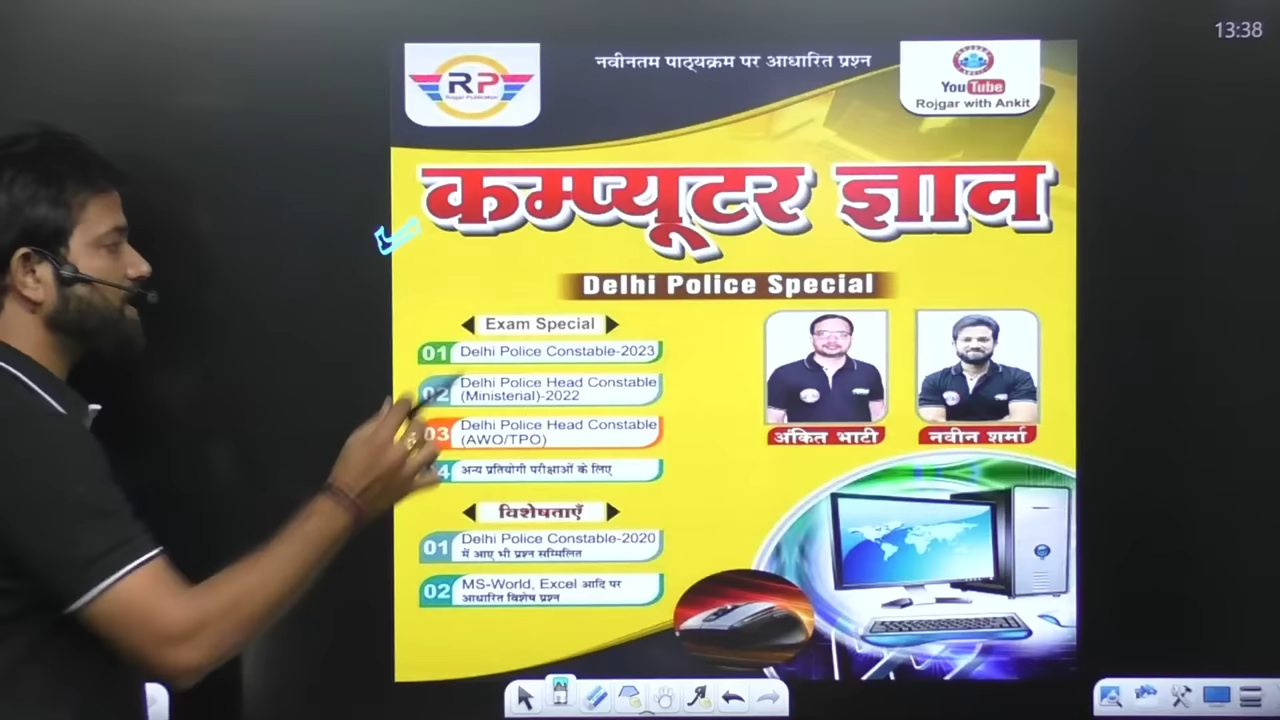 13:38
नवीनतम पाठ्यक्रम पर आधारित प्रश्न
RP
Rojgar Publication
YouTube
Rojgar with Ankit
कम्प्यूटर ज्ञान
Delhi Police Special
Exam Special
01 Delhi Police Constable-2023
02 Delhi Police Head Constable
(Ministerial)-2022
03 Delhi Police Head Constable
(AWO/TPO)
4 अन्य प्रतियोगी परीक्षाओं के लिए
अंकित भाटी
नवीन शर्मा
विशेषताएँ
01 Delhi Police Constable-2020
में आए भी प्रश्न सम्मिलित
02 MS-World, Excel आदि पर
आधारित विशेष प्रश्न